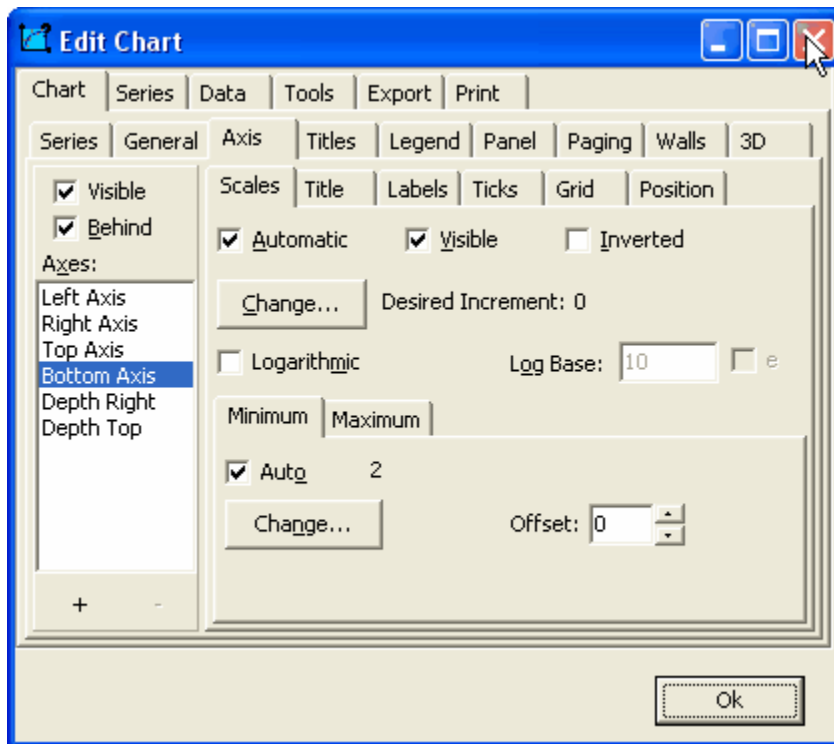 Edit Chart
Chart Series Data Tools Export Print
Series General Axis Titles Legend Panel Paging Walls 3D
Visible
Behind
Axes:
Left Axis
Right Axis
Top Axis
Bottom Axis
Depth Right
Depth Top
+ -
Scales Title Labels Ticks Grid Position
Automatic Visible Inverted
Change... Desired Increment: 0
Logarithmic Log Base: 10 e
Minimum Maximum
Auto 2
Change... Offset: 0
Ok